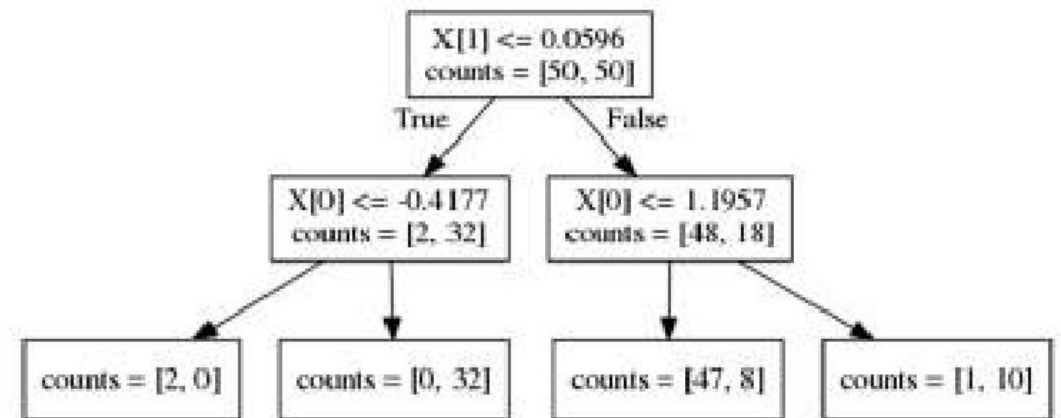 X[1] <= 0.0596
counts = [50, 50]
True
False
X[0] <= -0.4177
counts = [2, 32]
X[0] <= 1.1957
counts = [48, 18]
counts = [2, 0]
counts = [0, 32]
counts = [47, 8]
counts = [1, 10]